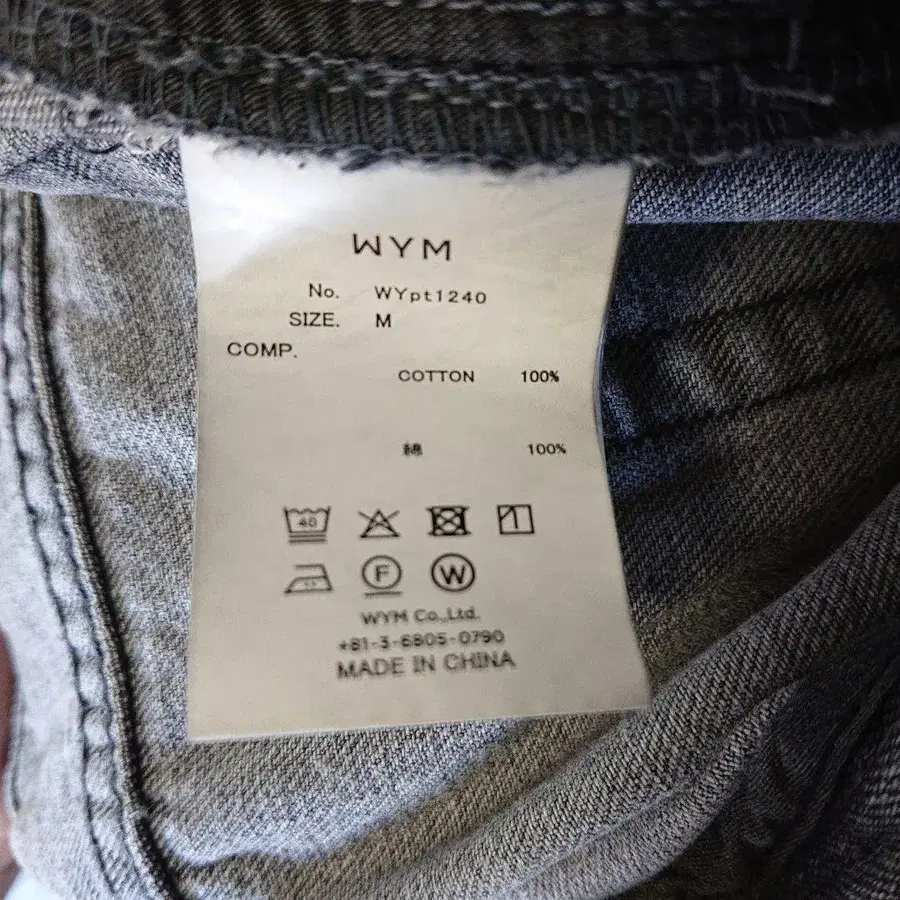 WYM
No. WYpt1240
SIZE. M
COMP.
COTTON 100%
綿 100%
40
F W
WYM Co.,Ltd.
+81-3-6805-0790
MADE IN CHINA